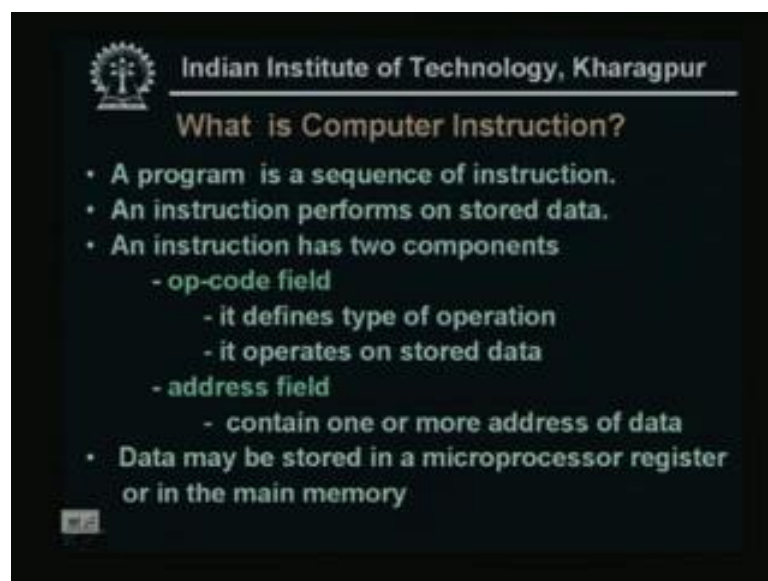 Indian Institute of Technology, Kharagpur
What is Computer Instruction?
• A program is a sequence of instruction.
• An instruction performs on stored data.
• An instruction has two components
- op-code field
- it defines type of operation
- it operates on stored data
- address field
- contain one or more address of data
• Data may be stored in a microprocessor register
or in the main memory